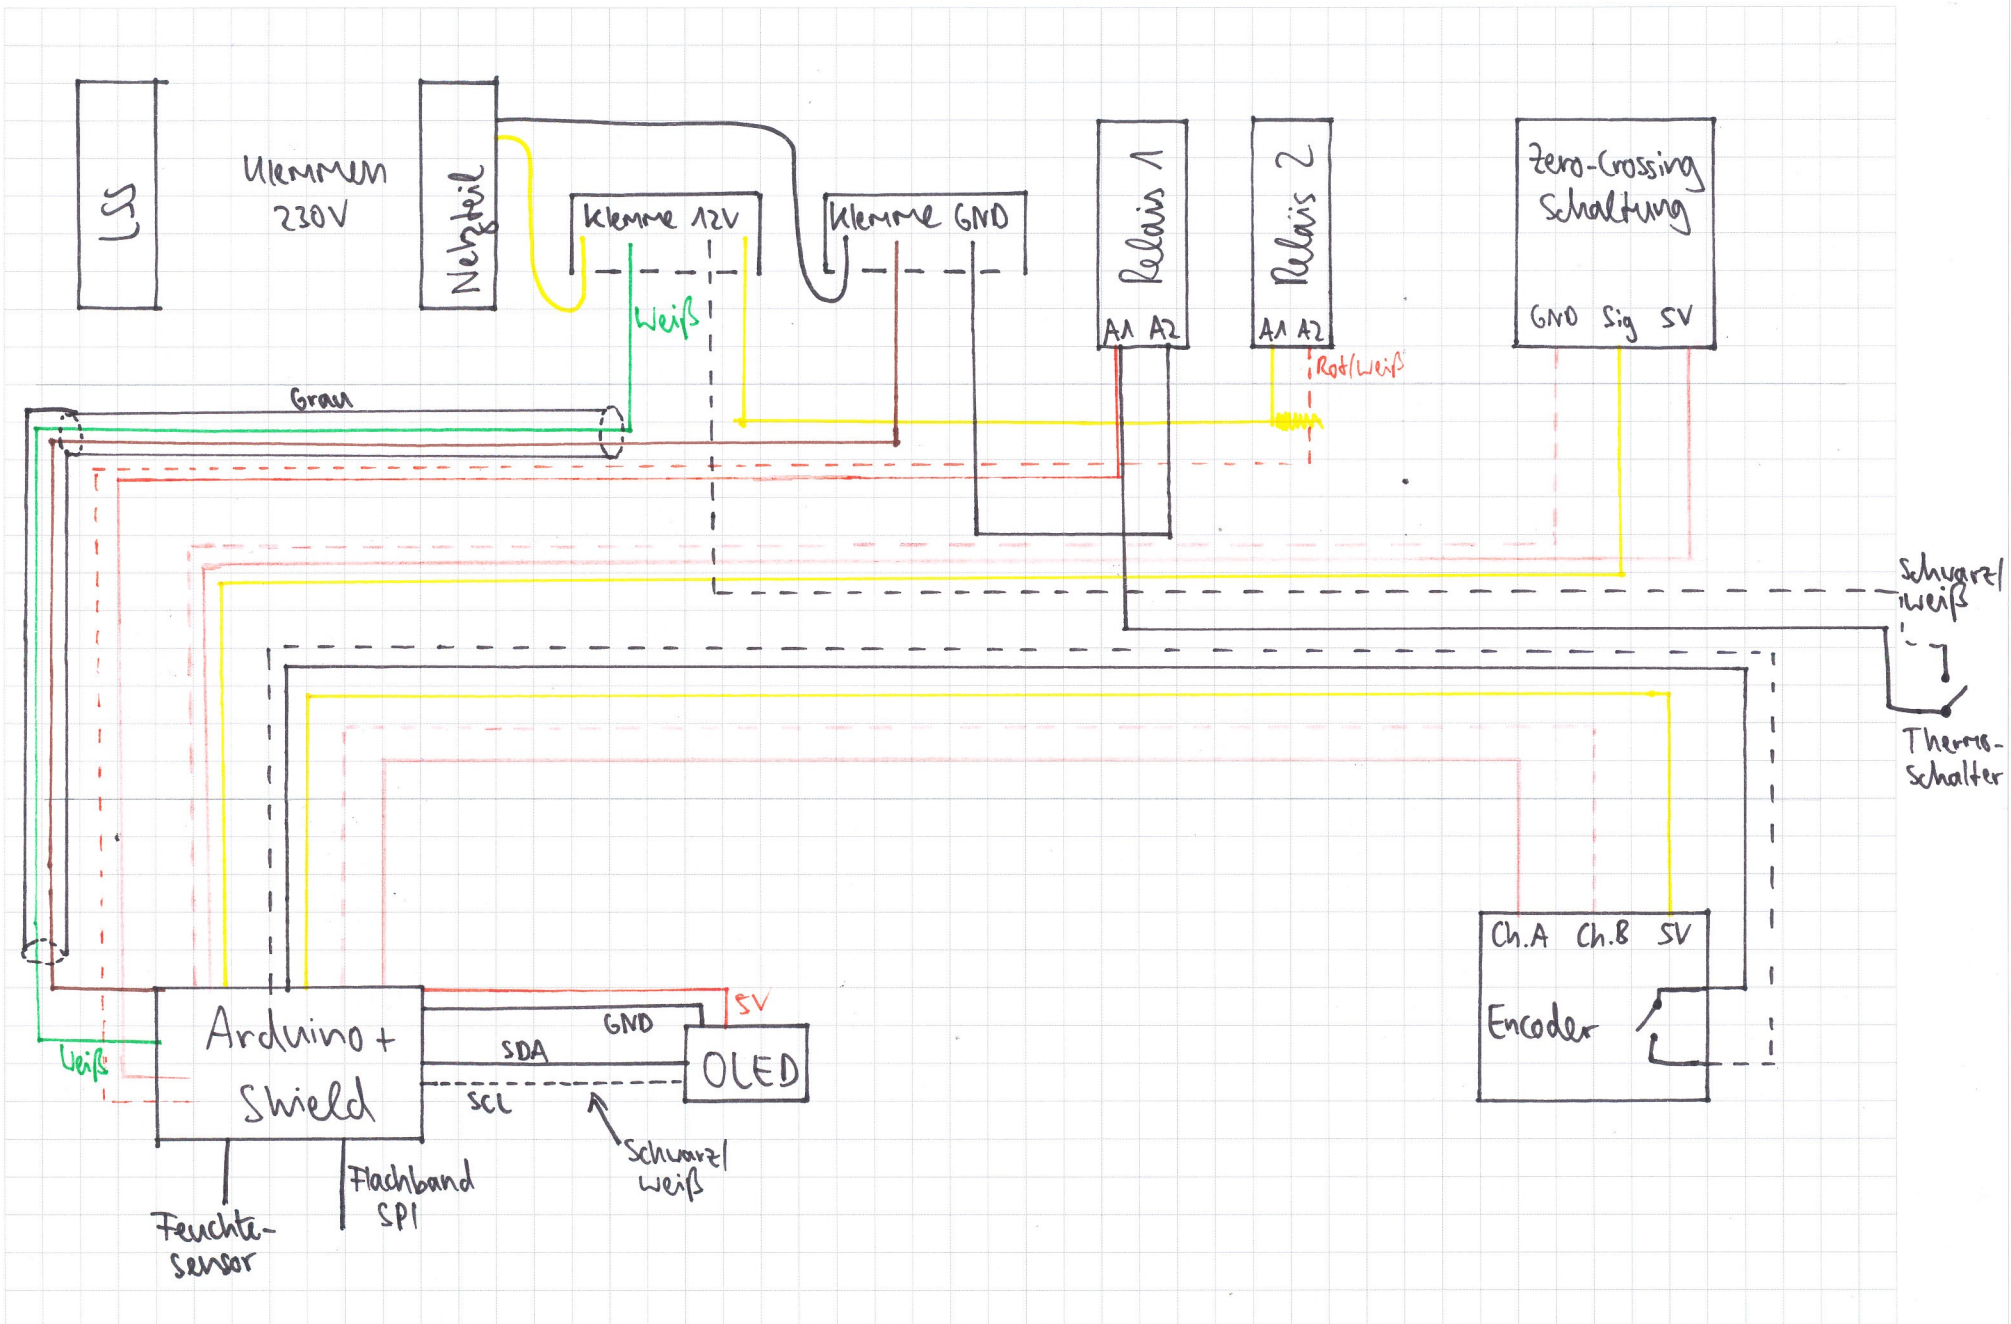 LSS
Klemmen
230V
Netzteil
Klemme 12V
Klemme GND
Relais 1
A1 A2
Relais 2
A1 A2
Zero-Crossing
Schaltung
GND Sig 5V
Weiß
Rot/weiß
Grau
Schwarz/
weiß
Thermo-
schalter
Ch.A Ch.B 5V
Encoder
Arduino+
Shield
Weiß
5V
GND
SDA
SCL
OLED
Schwarz/
weiß
Flachband
SPI
Feuchte-
sensor